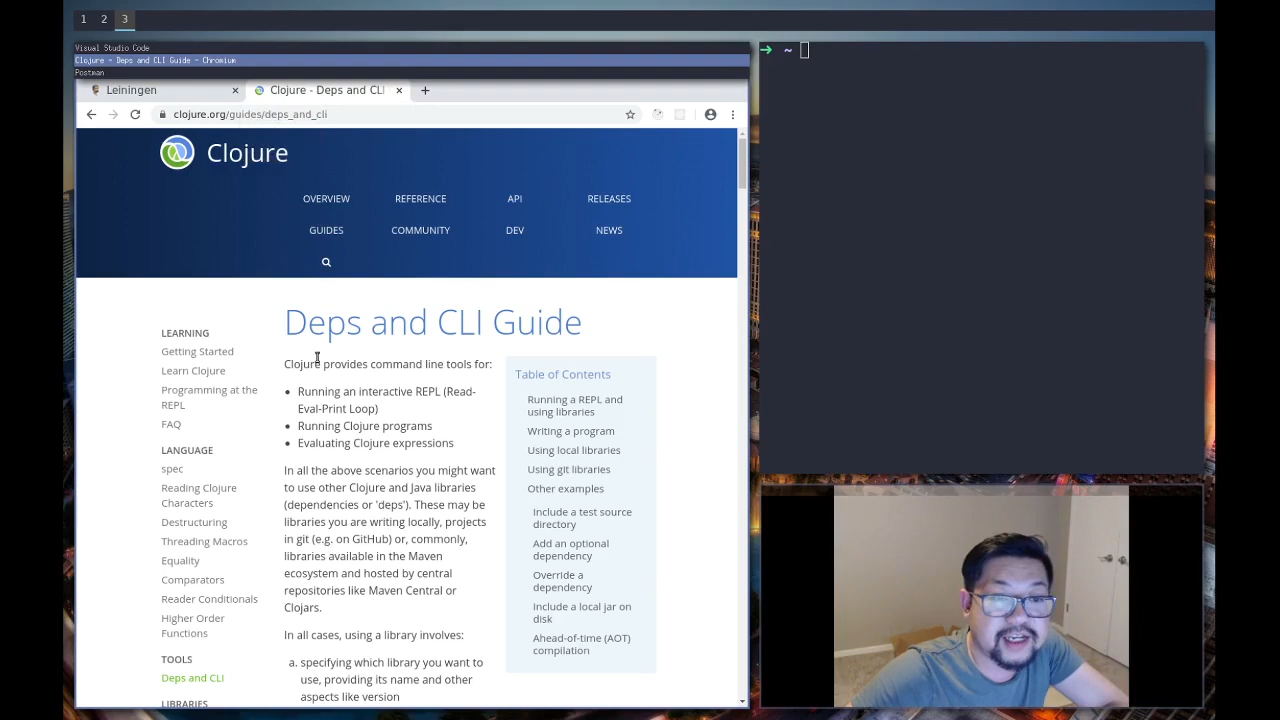 1 2 3
Visual Studio Code
Clojure - Deps and CLI Guide - Chromium
Postman
Leiningen
Clojure - Deps and CLI
clojure.org/guides/deps_and_cli
Clojure
OVERVIEW REFERENCE API RELEASES
GUIDES COMMUNITY DEV NEWS
LEARNING
Getting Started
Learn Clojure
Programming at the
REPL
FAQ
LANGUAGE
spec
Reading Clojure
Characters
Destructuring
Threading Macros
Equality
Comparators
Reader Conditionals
Higher Order
Functions
TOOLS
Deps and CLI
LIBRARIES
Deps and CLI Guide
Clojure provides command line tools for:
• Running an interactive REPL (Read-
Eval-Print Loop)
• Running Clojure programs
• Evaluating Clojure expressions
In all the above scenarios you might want
to use other Clojure and Java libraries
(dependencies or 'deps'). These may be
libraries you are writing locally, projects
in git (e.g. on GitHub) or, commonly,
libraries available in the Maven
ecosystem and hosted by central
repositories like Maven Central or
Clojars.
In all cases, using a library involves:
a. specifying which library you want to
use, providing its name and other
aspects like version
Table of Contents
Running a REPL and
using libraries
Writing a program
Using local libraries
Using git libraries
Other examples
Include a test source
directory
Add an optional
dependency
Override a
dependency
Include a local jar on
disk
Ahead-of-time (AOT)
compilation
→ ~